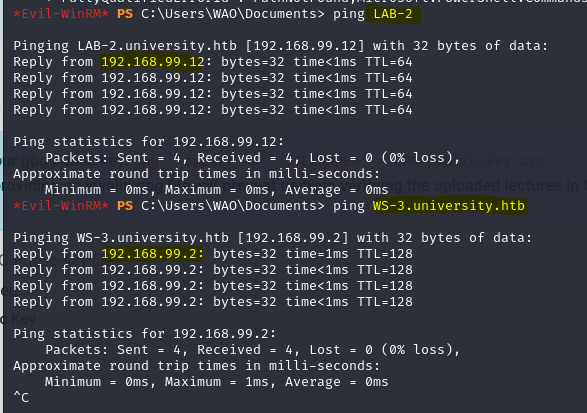 *Evil-WinRM* PS C:\Users\WAO\Documents> ping LAB-2
Pinging LAB-2.university.htb [192.168.99.12] with 32 bytes of data:
Reply from 192.168.99.12: bytes=32 time<1ms TTL=64
Reply from 192.168.99.12: bytes=32 time<1ms TTL=64
Reply from 192.168.99.12: bytes=32 time<1ms TTL=64
Reply from 192.168.99.12: bytes=32 time<1ms TTL=64
Ping statistics for 192.168.99.12:
Packets: Sent = 4, Received = 4, Lost = 0 (0% loss),
Approximate round trip times in milli-seconds:
Minimum = 0ms, Maximum = 0ms, Average = 0ms
*Evil-WinRM* PS C:\Users\WAO\Documents> ping WS-3.university.htb
Pinging WS-3.university.htb [192.168.99.2] with 32 bytes of data:
Reply from 192.168.99.2: bytes=32 time=1ms TTL=128
Reply from 192.168.99.2: bytes=32 time<1ms TTL=128
Reply from 192.168.99.2: bytes=32 time<1ms TTL=128
Reply from 192.168.99.2: bytes=32 time<1ms TTL=128
Ping statistics for 192.168.99.2:
Packets: Sent = 4, Received = 4, Lost = 0 (0% loss),
Approximate round trip times in milli-seconds:
Minimum = 0ms, Maximum = 1ms, Average = 0ms
^C